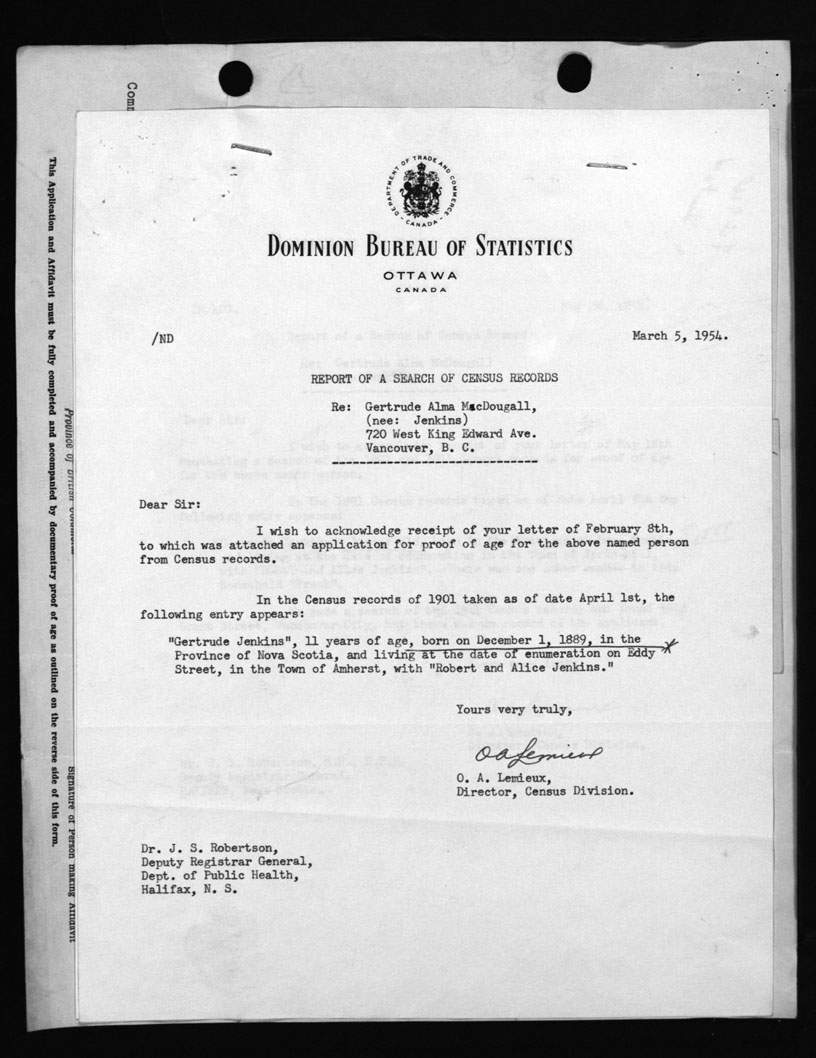 Comm
This Application and Affidavit must be fully completed and accompanied by documentary proof of age as outlined on the reverse side of this form.
Province of British Columbia
Signature of Person making Affidavit
DEPARTMENT OF TRADE AND COMMERCE
- CANADA -
DOMINION BUREAU OF STATISTICS
OTTAWA
CANADA
/ND March 5, 1954.
REPORT OF A SEARCH OF CENSUS RECORDS
Re: Gertrude Alma MacDougall,
(nee: Jenkins)
720 West King Edward Ave.
Vancouver, B. C.
Dear Sir:
I wish to acknowledge receipt of your letter of February 8th,
to which was attached an application for proof of age for the above named person
from Census records.
In the Census records of 1901 taken as of date April 1st, the
following entry appears:
"Gertrude Jenkins", 11 years of age, born on December 1, 1889, in the
Province of Nova Scotia, and living at the date of enumeration on Eddy
Street, in the Town of Amherst, with "Robert and Alice Jenkins."
Yours very truly,
O A Lemieux
O. A. Lemieux,
Director, Census Division.
Dr. J. S. Robertson,
Deputy Registrar General,
Dept. of Public Health,
Halifax, N. S.